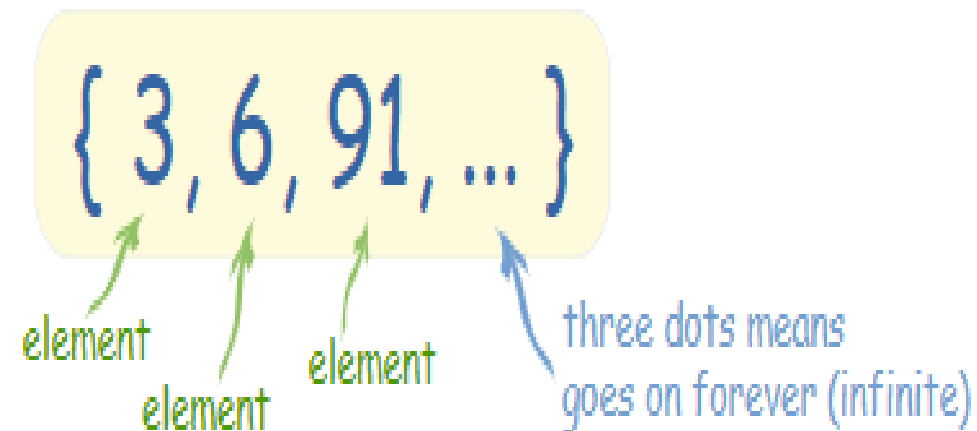 { 3, 6, 91, ... }
element
element
element
three dots means
goes on forever (infinite)